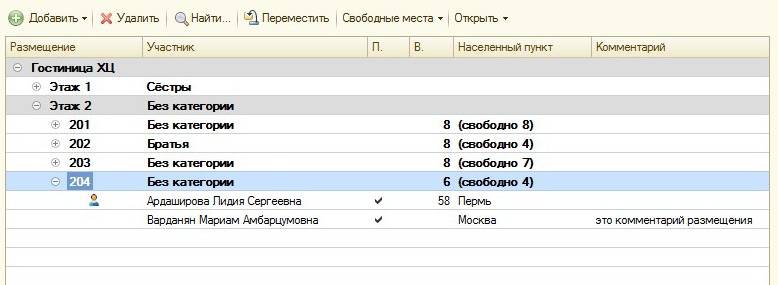 Добавить Удалить Найти... Переместить Свободные места Открыть
Размещение Участник П. В. Населенный пункт Комментарий
Гостиница ХЦ
Этаж 1 Сёстры
Этаж 2 Без категории
201 Без категории 8 (свободно 8)
202 Братья 8 (свободно 4)
203 Без категории 8 (свободно 7)
204 Без категории 6 (свободно 4)
Ардаширова Лидия Сергеевна ✓ 58 Пермь
Варданян Мариам Амбарцумовна ✓ Москва это комментарий размещения